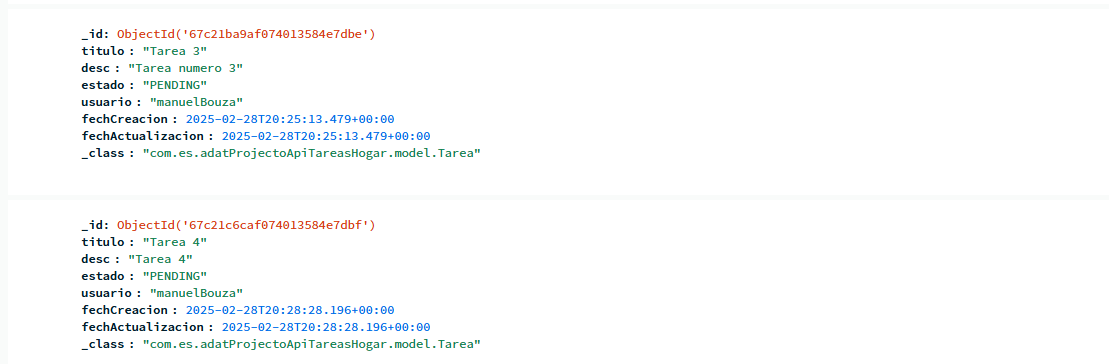 _id: ObjectId('67c21ba9af074013584e7dbe')
titulo : "Tarea 3"
desc : "Tarea numero 3"
estado : "PENDING"
usuario : "manuelBouza"
fechCreacion : 2025-02-28T20:25:13.479+00:00
fechActualizacion : 2025-02-28T20:25:13.479+00:00
_class : "com.es.adatProjectoApiTareasHogar.model.Tarea"
_id: ObjectId('67c21c6caf074013584e7dbf')
titulo : "Tarea 4"
desc : "Tarea 4"
estado : "PENDING"
usuario : "manuelBouza"
fechCreacion : 2025-02-28T20:28:28.196+00:00
fechActualizacion : 2025-02-28T20:28:28.196+00:00
_class : "com.es.adatProjectoApiTareasHogar.model.Tarea"